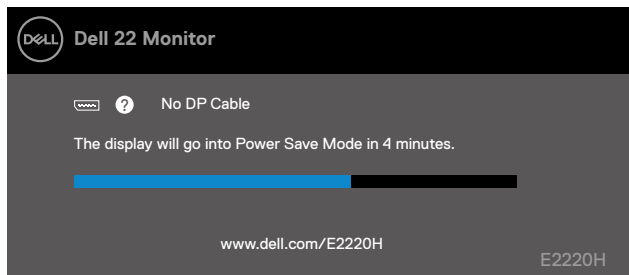 DELL Dell 22 Monitor
? No DP Cable
The display will go into Power Save Mode in 4 minutes.
www.dell.com/E2220H
E2220H